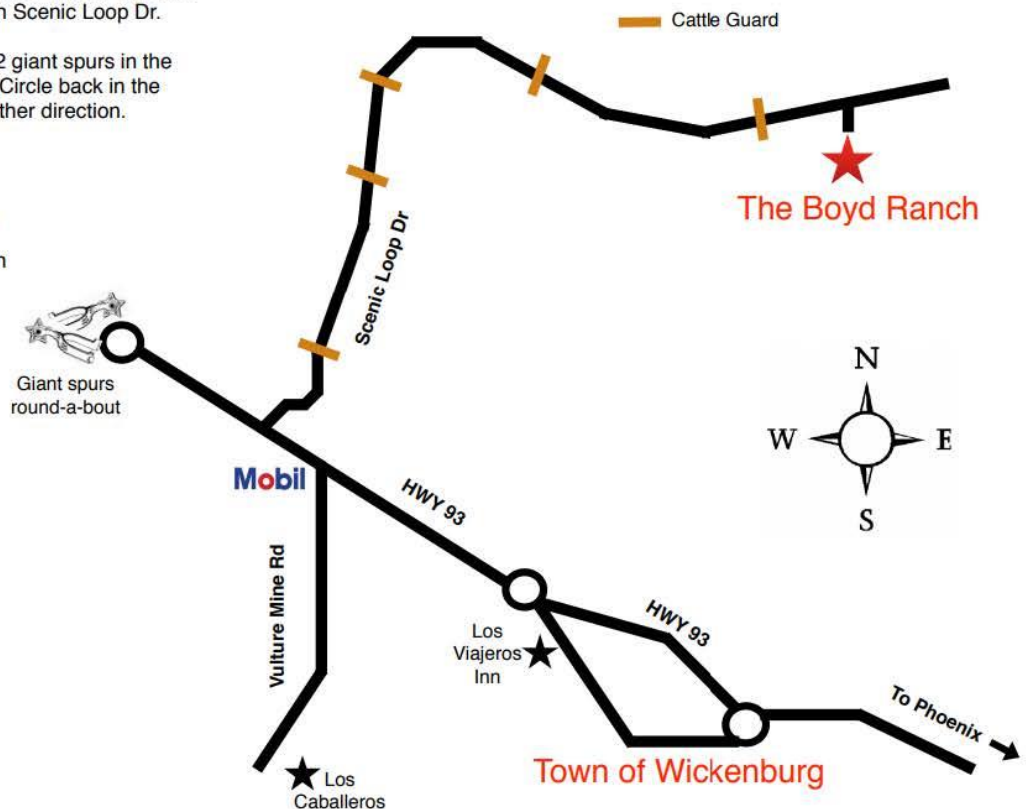 n Scenic Loop Dr.
2 giant spurs in the
Circle back in the
ther direction.
n
Cattle Guard
The Boyd Ranch
Scenic Loop Dr
Giant spurs
round-a-bout
N
W E
S
Mobil
HWY 93
Vulture Mine Rd
Los
Viajeros
Inn
HWY 93
To Phoenix
Town of Wickenburg
Los
Caballeros